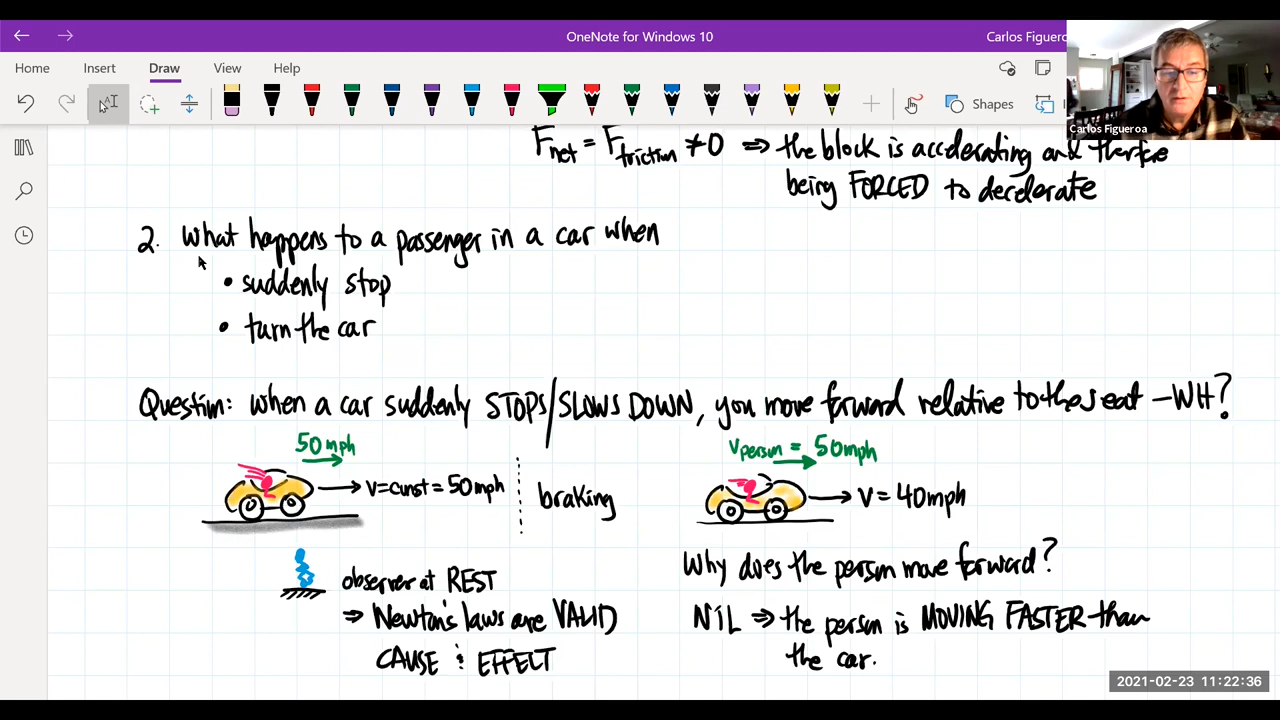 OneNote for Windows 10
Carlos Figuero
Home Insert Draw View Help
Shapes
Carlos Figueroa
Fnet = Ffriction ≠ 0 => the block is accelerating and therfore
being FORCED to decelerate
2. What happens to a passenger in a car when
• suddenly stop
• turn the car
Question: when a car suddenly STOPS/SLOWS DOWN, you move forward relative to the seat - WH?
50 mph
v = const = 50 mph
braking
vperson = 50 mph
v = 40 mph
observer at REST
=> Newton's laws are VALID
CAUSE & EFFECT
Why does the person move forward?
N1L => the person is MOVING FASTER than
the car.
2021-02-23 11:22:36